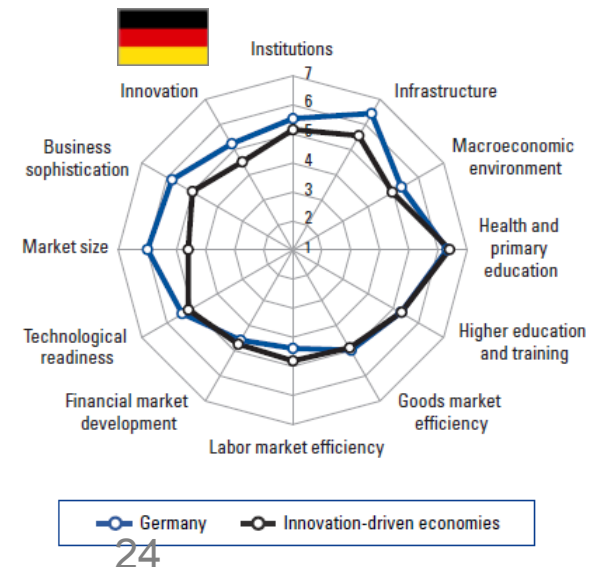 Institutions
7
6
5
4
3
2
1
Infrastructure
Macroeconomic
environment
Health and
primary
education
Higher education
and training
Goods market
efficiency
Labor market efficiency
Financial market
development
Technological
readiness
Market size
Business
sophistication
Innovation
Germany
Innovation-driven economies
24